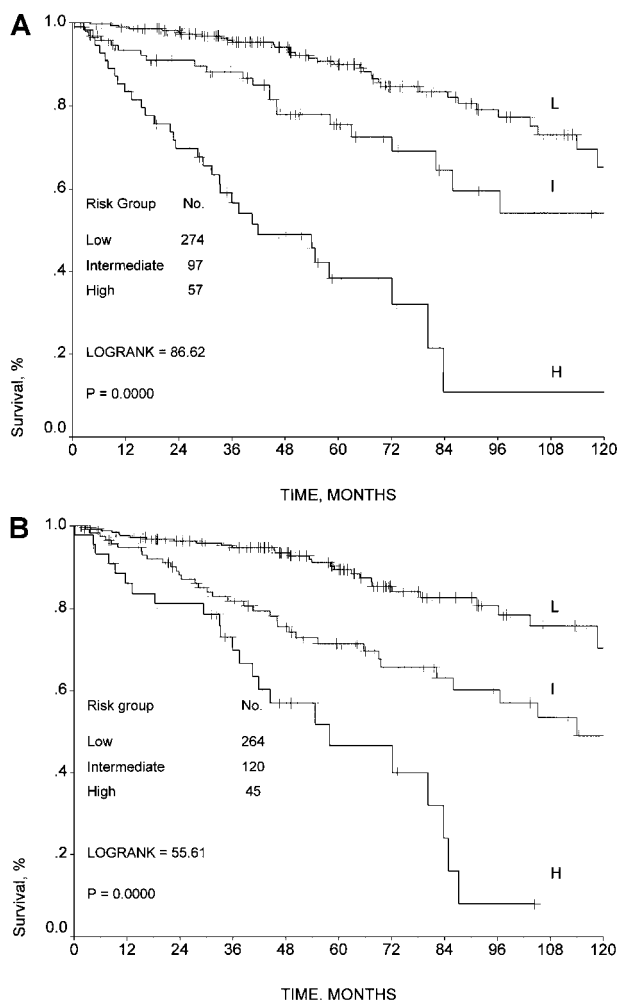 A
1.0
.8
.6
.4
.2
0.0
Survival, %
L
I
H
Risk Group No.
Low 274
Intermediate 97
High 57
LOGRANK = 86.62
P = 0.0000
0 12 24 36 48 60 72 84 96 108 120
TIME, MONTHS
B
1.0
.8
.6
.4
.2
0.0
Survival, %
L
I
H
Risk group No.
Low 264
Intermediate 120
High 45
LOGRANK = 55.61
P = 0.0000
0 12 24 36 48 60 72 84 96 108 120
TIME, MONTHS